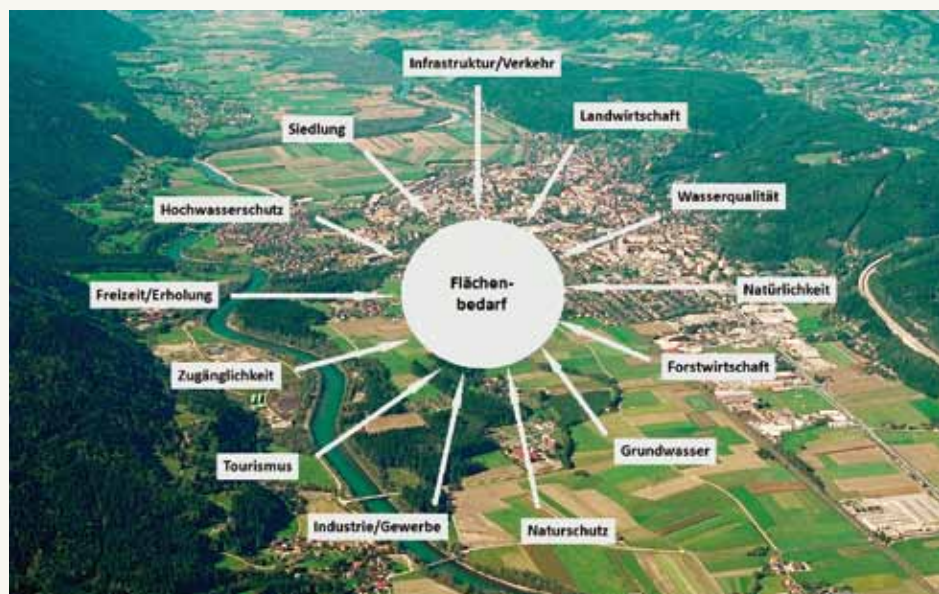 Infrastruktur/Verkehr
Landwirtschaft
Siedlung
Wasserqualität
Hochwasserschutz
Flächen-
bedarf
Natürlichkeit
Freizeit/Erholung
Forstwirtschaft
Zugänglichkeit
Grundwasser
Tourismus
Industrie/Gewerbe
Naturschutz